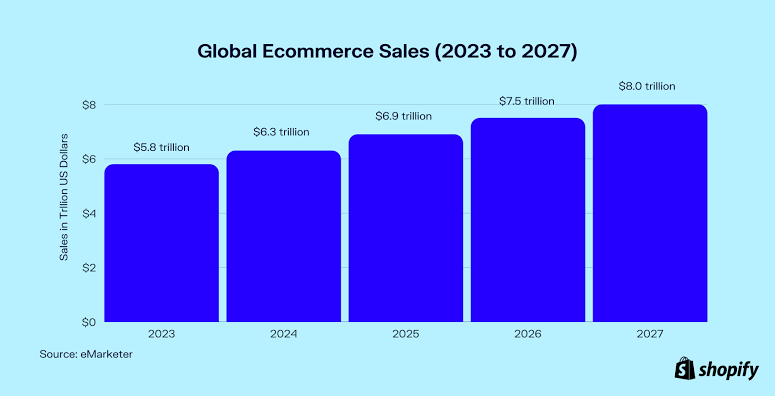 Global Ecommerce Sales (2023 to 2027)
Sales in Trllion US Dollars
$8
$6
$4
$2
$0
$5.8 trillion
$6.3 trillion
$6.9 trillion
$7.5 trillion
$8.0 trillion
2023
2024
2025
2026
2027
Source: eMarketer
shopify